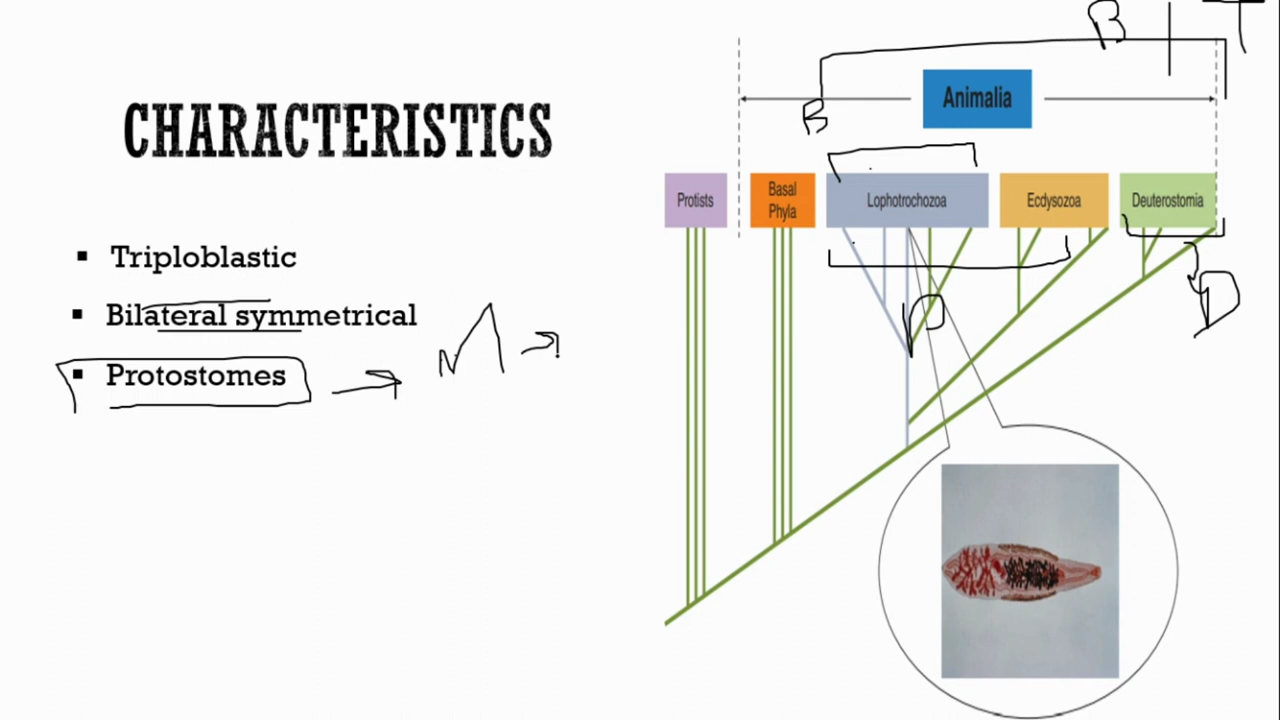 CHARACTERISTICS
Triploblastic
Bilateral symmetrical
Protostomes
B
T
B
Animalia
Protists
Basal
Phyla
Lophotrochozoa
Ecdysozoa
Deuterostomia
P
D